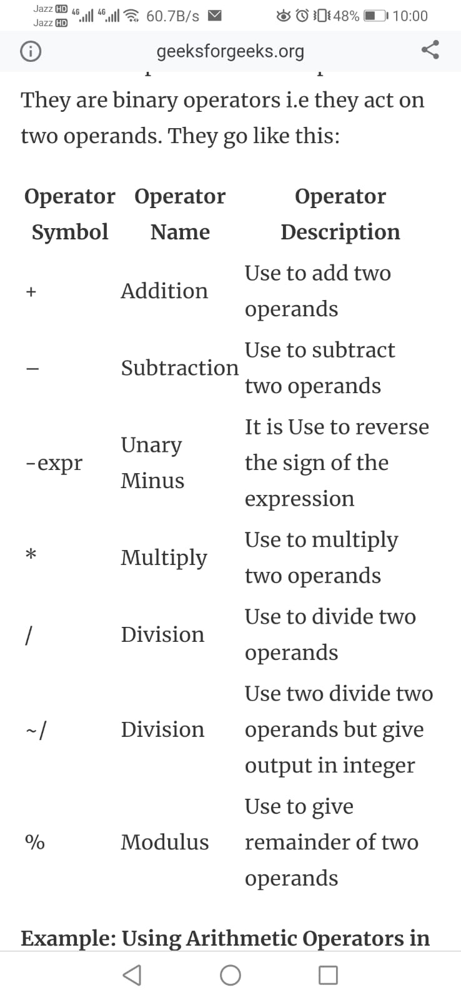 Jazz HD 4G 4G 60.7B/s 48% 10:00
Jazz HD
geeksforgeeks.org
They are binary operators i.e they act on
two operands. They go like this:
Operator Symbol Operator Name Operator Description
+ Addition Use to add two
operands
– Subtraction Use to subtract
two operands
-expr Unary Minus It is Use to reverse
the sign of the
expression
* Multiply Use to multiply
two operands
/ Division Use to divide two
operands
~/ Division Use two divide two
operands but give
output in integer
% Modulus Use to give
remainder of two
operands
Example: Using Arithmetic Operators in